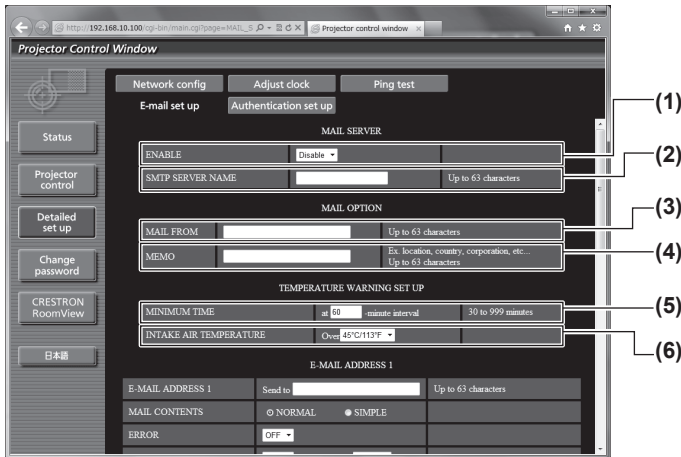 http://192.168.10.100/cgi-bin/main.cgi?page=MAIL_S
Projector control window
Projector Control Window
Network config
Adjust clock
Ping test
E-mail set up
Authentication set up
Status
Projector control
Detailed set up
Change password
CRESTRON RoomView
日本語
MAIL SERVER
ENABLE Disable
SMTP SERVER NAME Up to 63 characters
MAIL OPTION
MAIL FROM Up to 63 characters
MEMO Ex. location, country, corporation, etc...
Up to 63 characters
TEMPERATURE WARNING SET UP
MINIMUM TIME at 60 -minute interval 30 to 999 minutes
INTAKE AIR TEMPERATURE Over 45°C/113°F
E-MAIL ADDRESS 1
E-MAIL ADDRESS 1 Send to Up to 63 characters
MAIL CONTENTS NORMAL SIMPLE
ERROR OFF
(1)
(2)
(3)
(4)
(5)
(6)